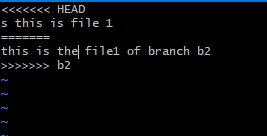 <<<<<<< HEAD
s this is file 1
=======
this is the file1 of branch b2
>>>>>>> b2
~
~
~
~
~